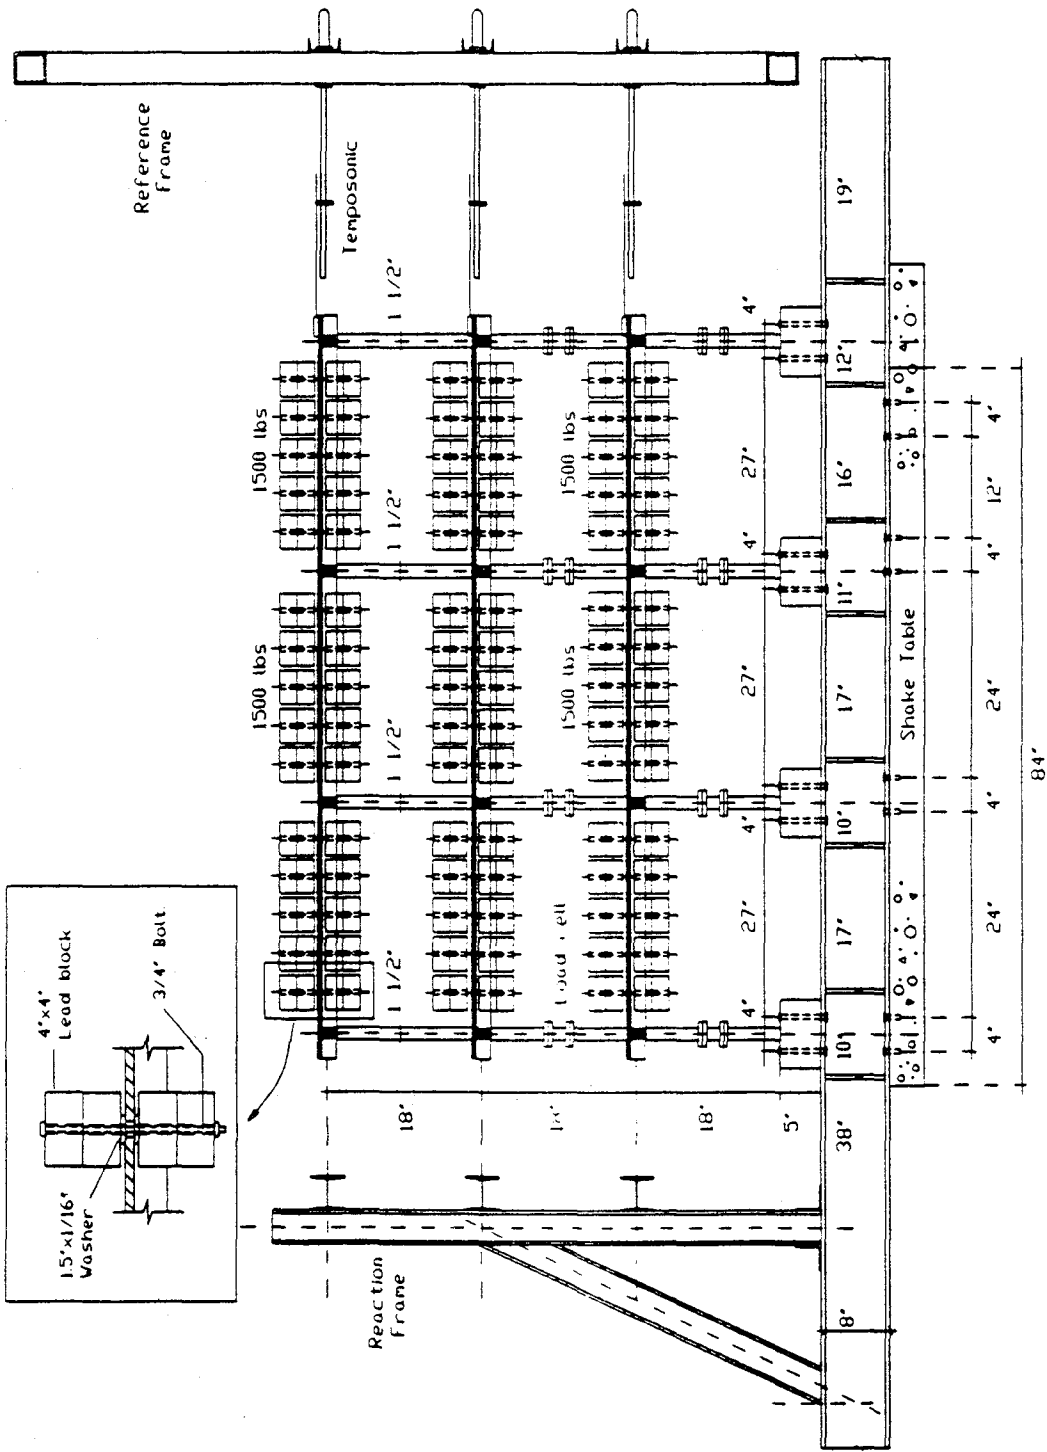 Reference
Frame
Temposonic
1 1/2"
1500 lbs
1500 lbs
1 1/2"
1500 lbs
1500 lbs
1 1/2"
1 1/2"
4"x4"
Lead block
3/4" Bolt
1.5"x1/16"
Washer
Reaction
Frame
18"
18"
5"
4"
27"
4"
27"
4"
27"
4"
19"
12"
16"
11"
17"
10"
17"
10"
38"
8"
Shake Table
4"
12"
4"
24"
4"
24"
4"
84"